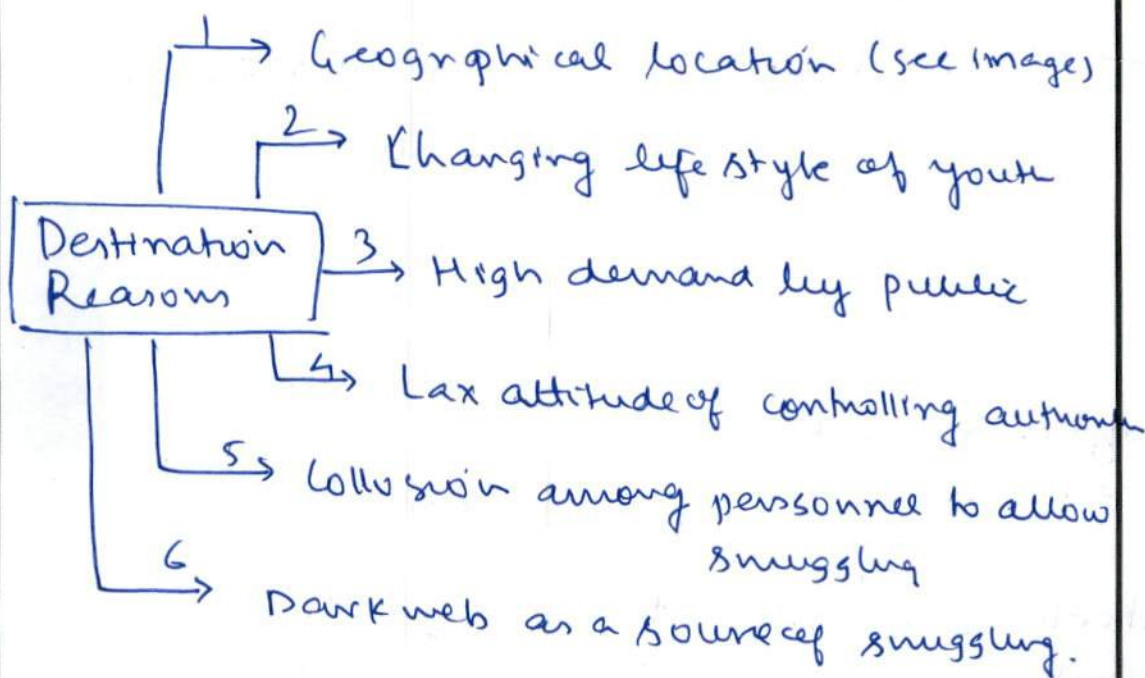 1 → Geographical location (see image)
2 → Changing life style of youth
Destination
Reasons
3 → High demand by public
4 → Lax attitude of controlling
5 → Collusion among personnel to allow
smuggling
6 → Dark web as a source of smuggling.